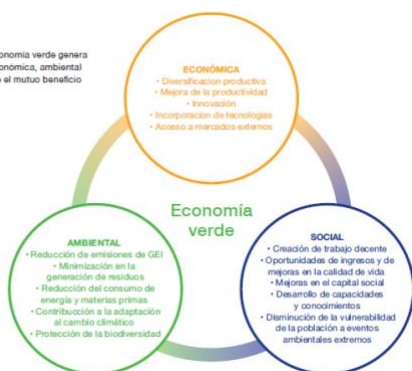 onomía verde genera
onómica, ambiental
el mutuo beneficio
ECONÓMICA
• Diversificacion productiva
• Mejora de la productividad
• Innovación
• Incorporacion de tecnologías
• Acceso a mercados externos
Economía
verde
AMBIENTAL
• Reducción de emisiones de GEI
• Minimización en la
generación de residuos
• Reducción del consumo de
energía y materias primas
• Contribución a la adaptación
al cambio climático
• Protección de la biodiversidad
SOCIAL
• Creación de trabajo decente
• Oportunidades de ingresos y de
mejoras en la calidad de vida
• Mejoras en el capital social
• Desarrollo de capacidades
y conocimientos
• Disminución de la vulnerabilidad
de la población a eventos
ambientales extremos